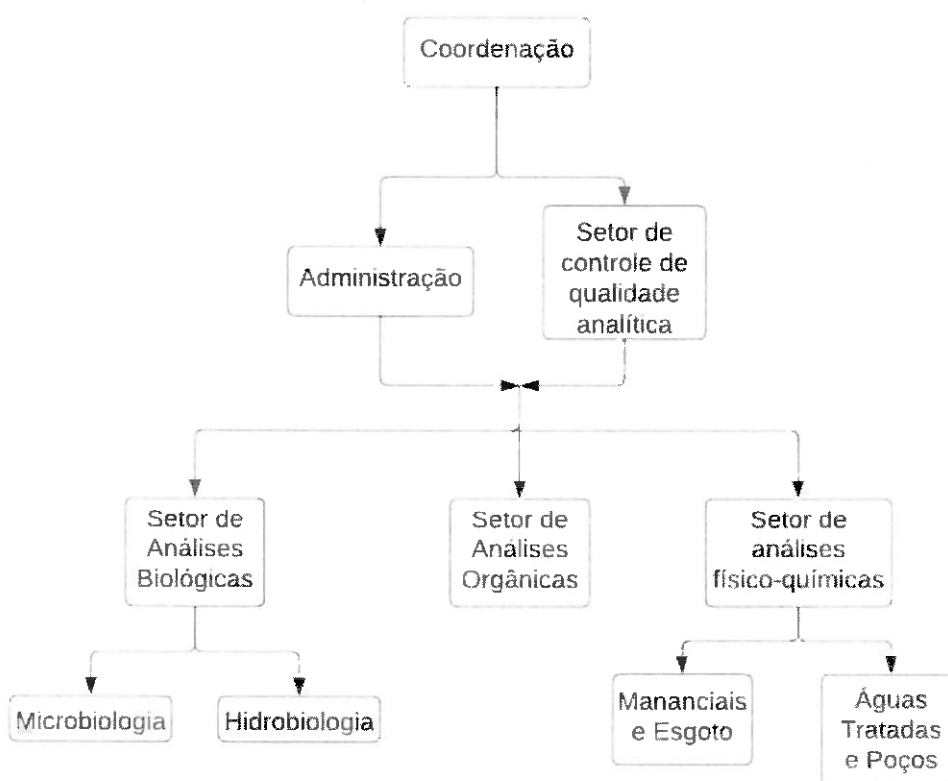 Coordenação
Administração
Setor de
controle de
qualidade
analítica
Setor de
Análises
Biológicas
Setor de
Análises
Orgânicas
Setor de
análises
físico-químicas
Microbiologia
Hidrobiologia
Mananciais
e Esgoto
Águas
Tratadas
e Poços